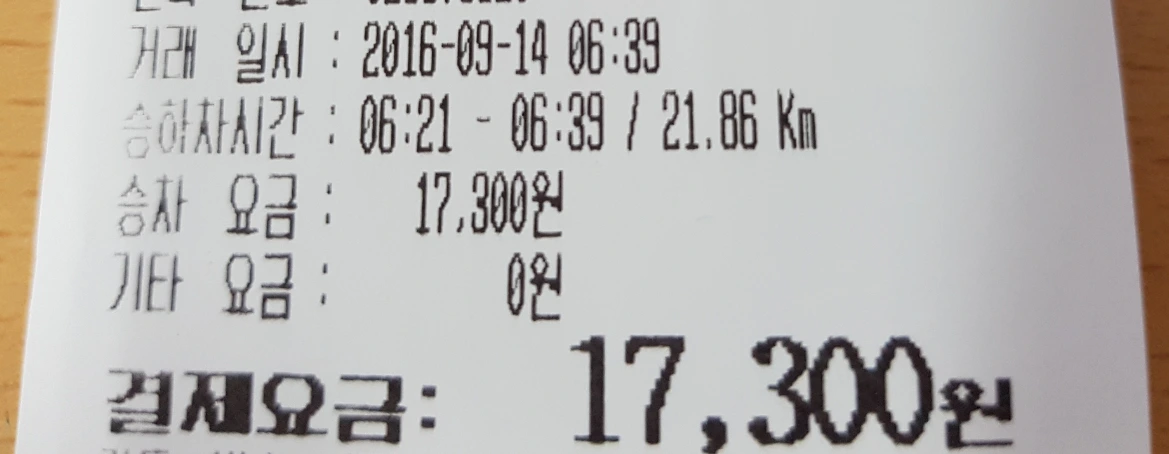 거래 일시 : 2016-09-14 06:39
승하차시간 : 06:21 - 06:39 / 21.86 Km
승차 요금 : 17,300원
기타 요금 : 0원
결제요금: 17,300원